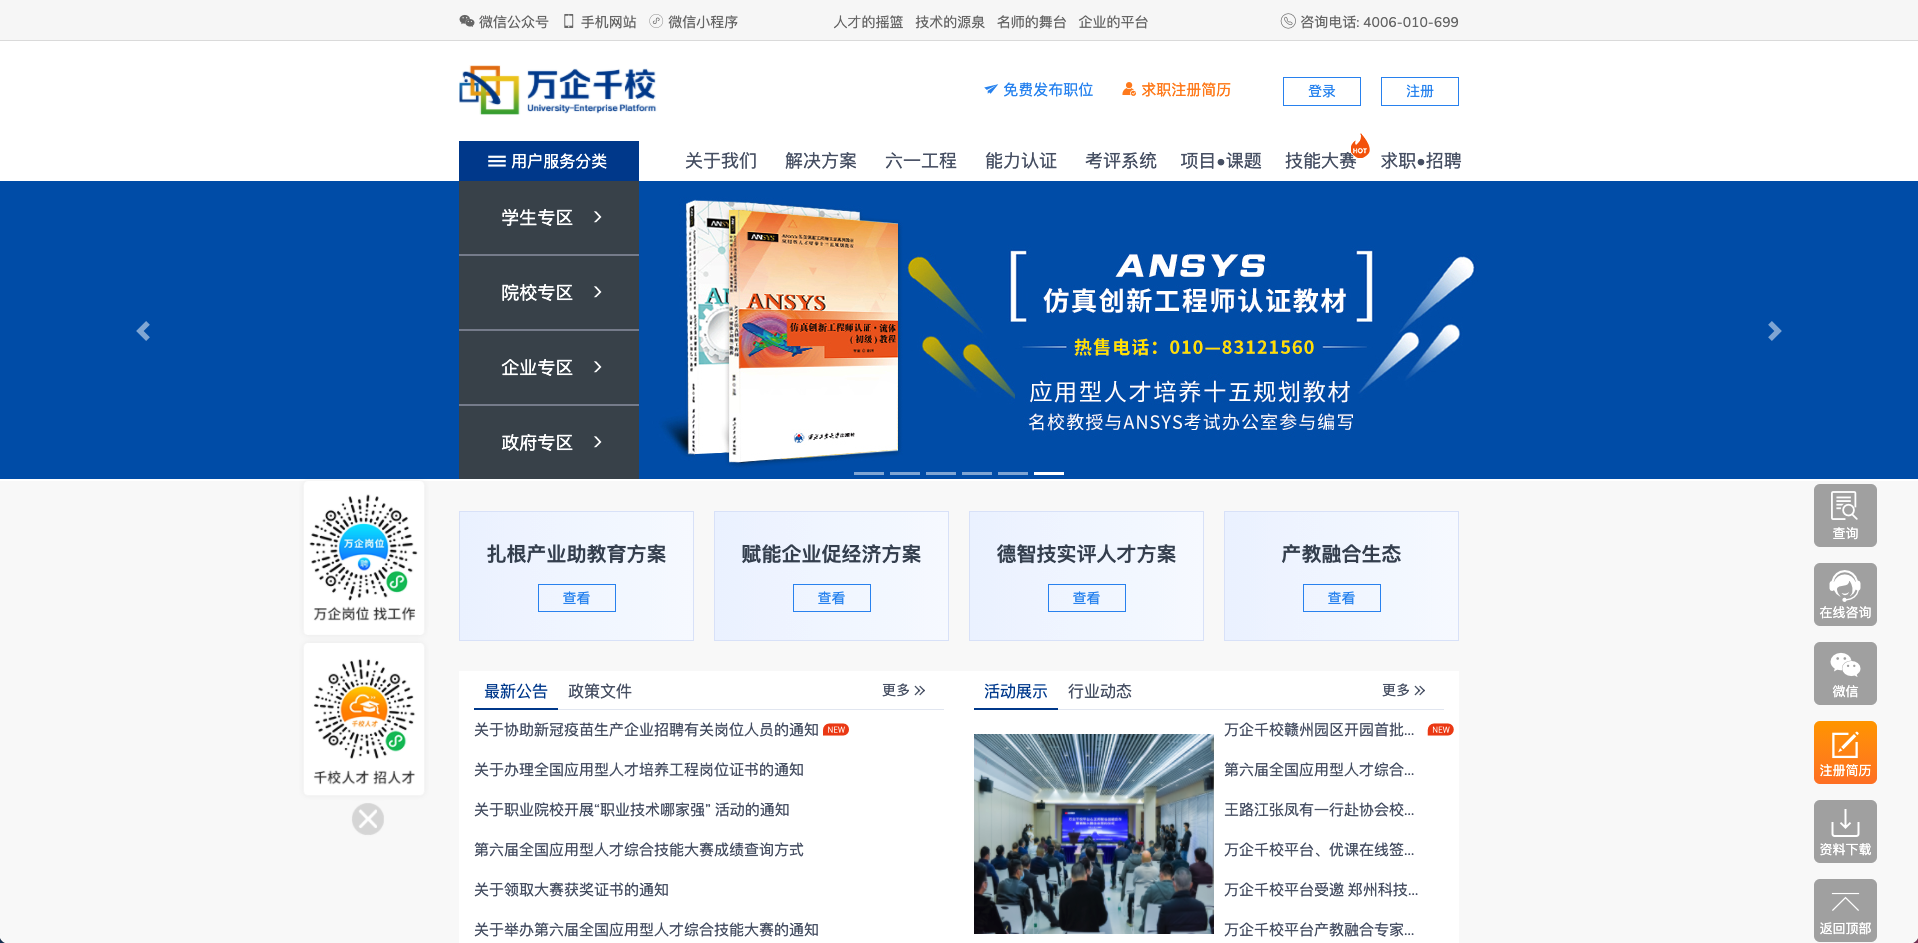 微信公众号 手机网站 微信小程序 人才的摇篮 技术的源泉 名师的舞台 企业的平台 咨询电话: 4006-010-699
万企千校
University-Enterprise Platform
免费发布职位 求职注册简历 登录 注册
用户服务分类 关于我们 解决方案 六一工程 能力认证 考评系统 项目●课题 技能大赛 HOT 求职●招聘
学生专区
院校专区
企业专区
政府专区
ANSYS
ANSYS
仿真创新工程师认证·流体
(初级)教程
ANSYS
仿真创新工程师认证教材
热售电话：010—83121560
应用型人才培养十五规划教材
名校教授与ANSYS考试办公室参与编写
万企岗位
万企岗位 找工作
千校人才
千校人才 招人才
扎根产业助教育方案
查看
赋能企业促经济方案
查看
德智技实评人才方案
查看
产教融合生态
查看
最新公告 政策文件 更多
关于协助新冠疫苗生产企业招聘有关岗位人员的通知 NEW
关于办理全国应用型人才培养工程岗位证书的通知
关于职业院校开展“职业技术哪家强” 活动的通知
第六届全国应用型人才综合技能大赛成绩查询方式
关于领取大赛获奖证书的通知
关于举办第六届全国应用型人才综合技能大赛的通知
活动展示 行业动态 更多
万企千校赣州园区开园首批... NEW
第六届全国应用型人才综合...
王路江张凤有一行赴协会校...
万企千校平台、优课在线签...
万企千校平台受邀 郑州科技...
万企千校平台产教融合专家...
查询
在线咨询
微信
注册简历
资料下载
返回顶部